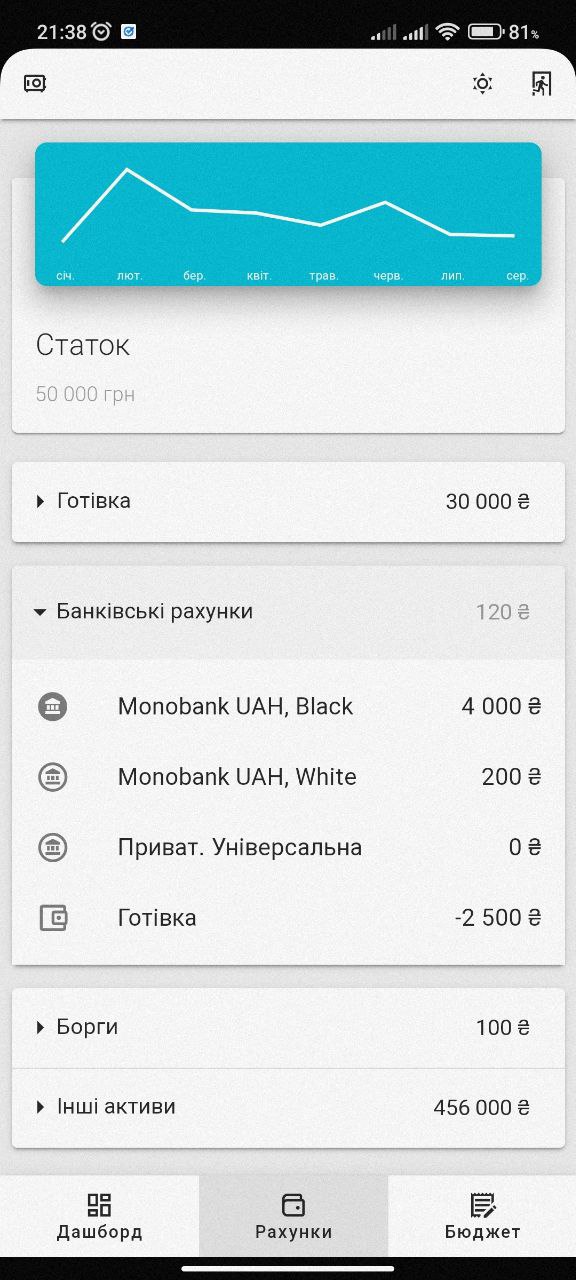 21:38 81%
січ. лют. бер. квіт. трав. черв. лип. сер.
Статок
50 000 грн
Готівка 30 000 ₴
Банківські рахунки 120 ₴
Monobank UAH, Black 4 000 ₴
Monobank UAH, White 200 ₴
Приват. Універсальна 0 ₴
Готівка -2 500 ₴
Борги 100 ₴
Інші активи 456 000 ₴
Дашборд Рахунки Бюджет